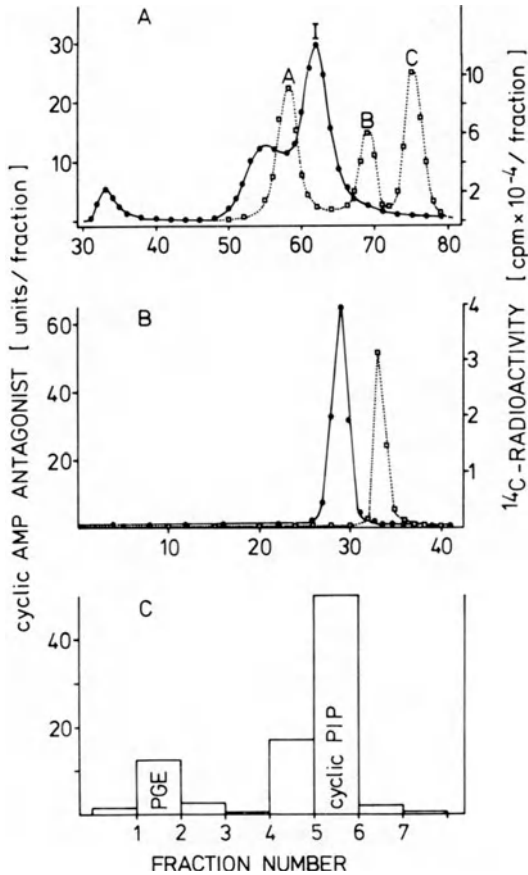 cyclic AMP ANTAGONIST [ units / fraction ]
14C-RADIOACTIVITY [ cpm × 10-4 / fraction ]
A
I
A
B
C
30
20
10
10
8
6
4
2
30 40 50 60 70 80
B
60
40
20
4
3
2
1
10 20 30 40
C
40
20
PGE
cyclic PIP
1 2 3 4 5 6 7
FRACTION NUMBER